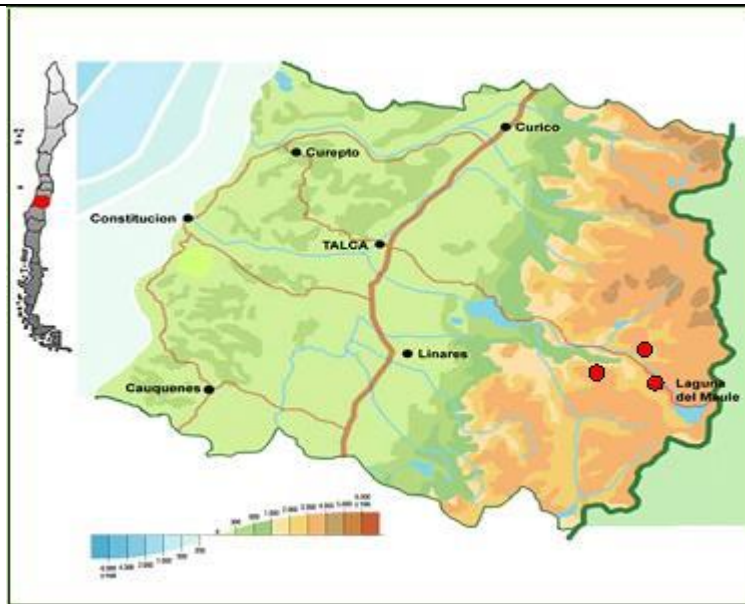 Curico
Curepto
Constitucion
TALCA
Linares
Laguna
del Maule
Cauquenes